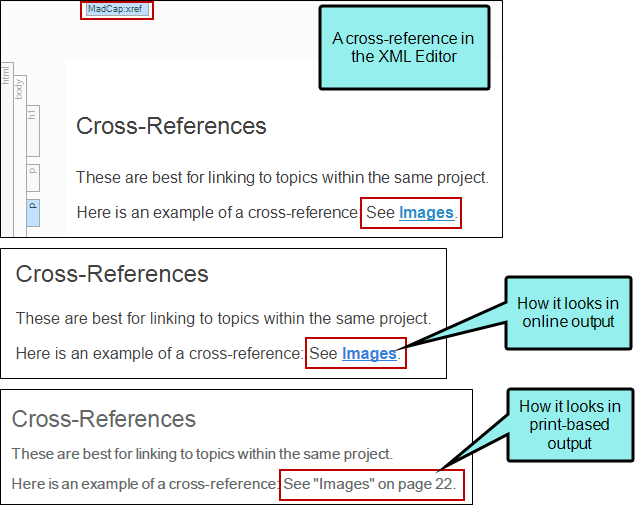 MadCap:xref
A cross-reference in
the XML Editor
html
body
h1
p
p
Cross-References
These are best for linking to topics within the same project.
Here is an example of a cross-reference: See Images.
Cross-References
These are best for linking to topics within the same project.
Here is an example of a cross-reference: See Images.
How it looks in
online output
Cross-References
These are best for linking to topics within the same project.
Here is an example of a cross-reference: See "Images" on page 22.
How it looks in
print-based
output